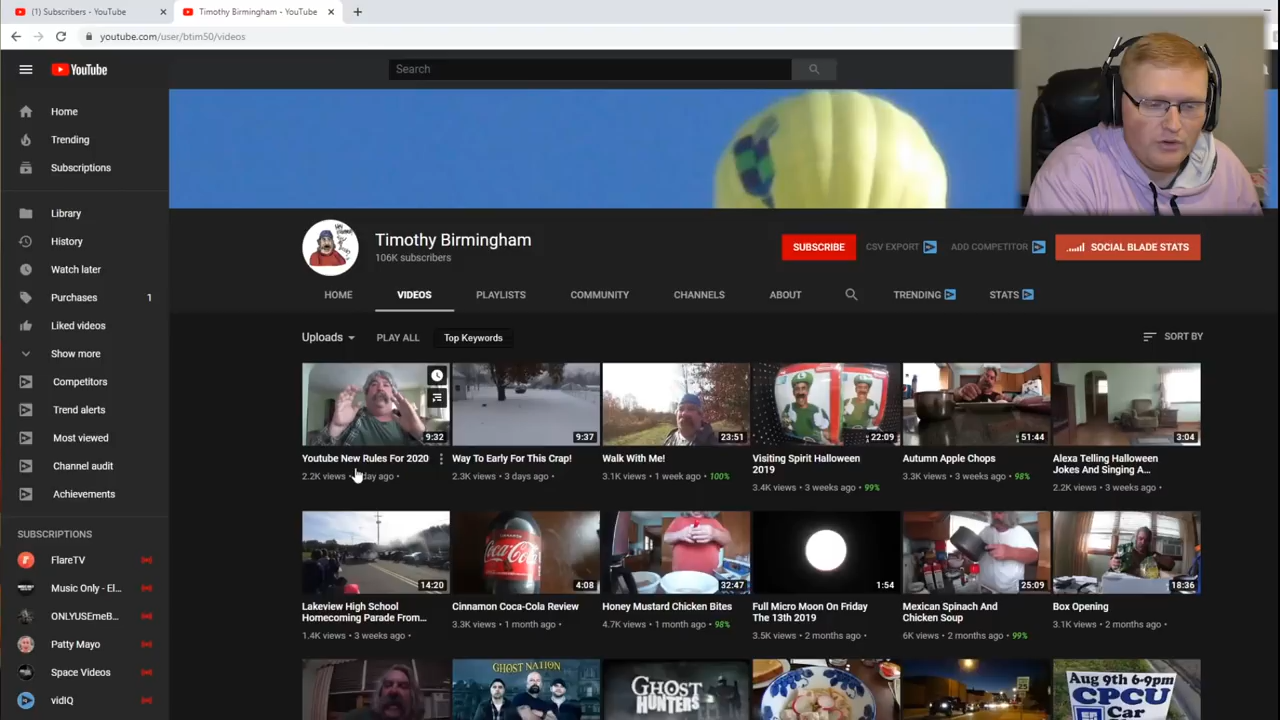 (1) Subscribers - YouTube
Timothy Birmingham - YouTube
youtube.com/user/btim50/videos
YouTube
Search
Home
Trending
Subscriptions
Library
History
Watch later
Purchases 1
Liked videos
Show more
Competitors
Trend alerts
Most viewed
Channel audit
Achievements
SUBSCRIPTIONS
FlareTV
Music Only - El...
ONLYUSEmeB...
Patty Mayo
Space Videos
vidIQ
Timothy Birmingham
106K subscribers
SUBSCRIBE
CSV EXPORT
ADD COMPETITOR
SOCIAL BLADE STATS
HOME VIDEOS PLAYLISTS COMMUNITY CHANNELS ABOUT TRENDING STATS
Uploads PLAY ALL Top Keywords SORT BY
9:32 9:37 23:51 22:09 51:44 3:04
Youtube New Rules For 2020
2.2K views • day ago •
Way To Early For This Crap!
2.3K views • 3 days ago •
Walk With Me!
3.1K views • 1 week ago • 100%
Visiting Spirit Halloween
2019
3.4K views • 3 weeks ago • 99%
Autumn Apple Chops
3.3K views • 3 weeks ago • 98%
Alexa Telling Learn
Jokes And Singing A...
2.2K views • 3 weeks ago •
14:20 Coca-Cola 4:08 32:47 1:54 25:09 18:36
Lakeview High School
Homecoming Parade From...
1.4K views • 3 weeks ago •
Cinnamon Coca-Cola Review
3.3K views • 1 month ago •
Honey Mustard Chicken Bites
4.7K views • 1 month ago • 98%
Full Micro Moon On Friday
The 13th 2019
3.5K views • 2 months ago •
Mexican Spinach And
Chicken Soup
6K views • 2 months ago • 99%
Box Opening
3.1K views • 2 months ago •
GHOST NATION
GHOST HUNTERS
Aug 9th 6-9pm
CPCU
Car